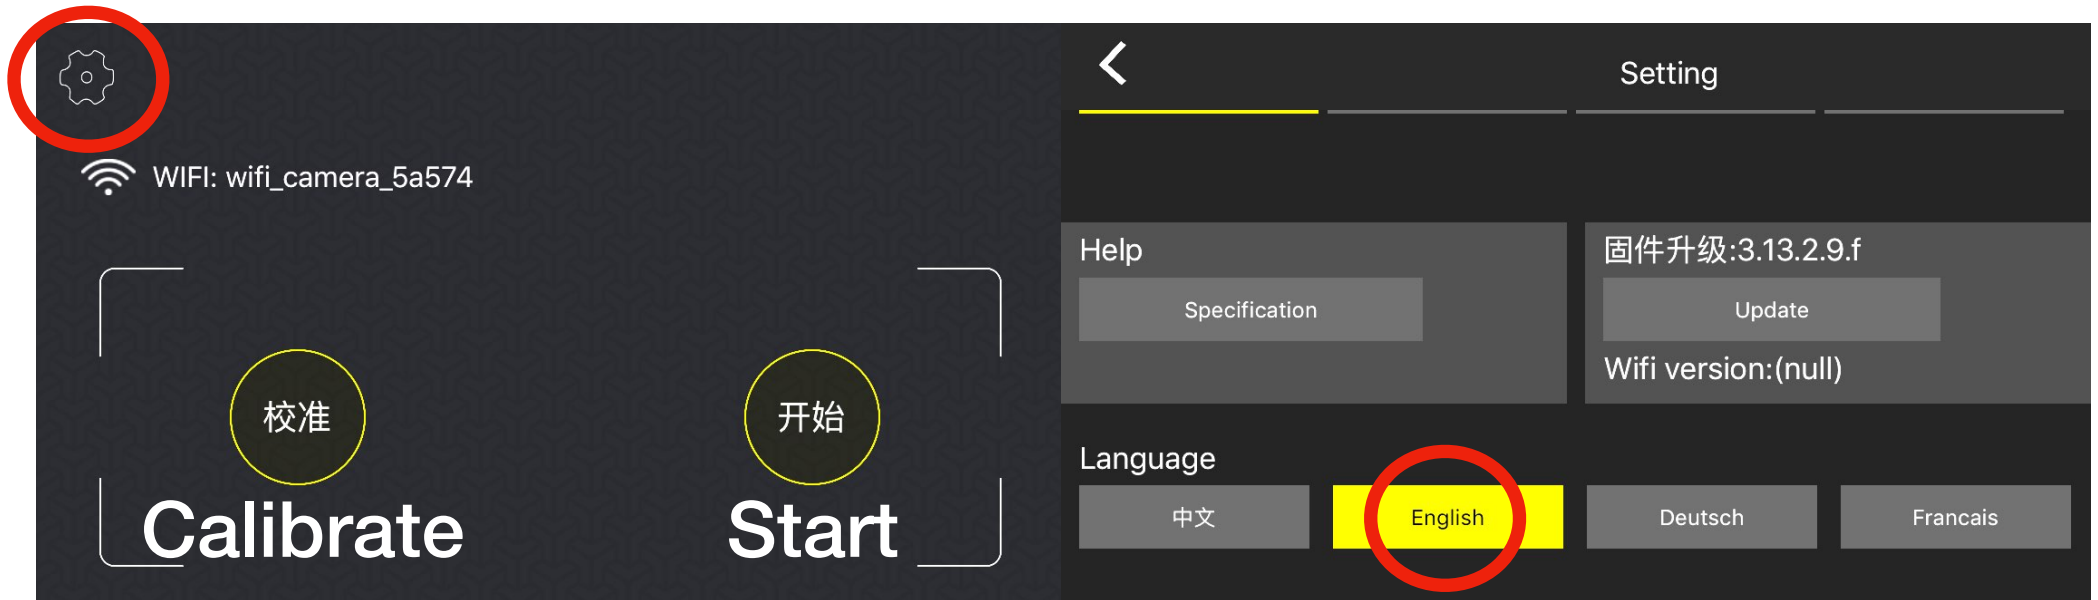 WIFI: wifi_camera_5a574
校准
开始
Calibrate
Start
Setting
Help
Specification
固件升级:3.13.2.9.f
Update
Wifi version:(null)
Language
中文
English
Deutsch
Francais